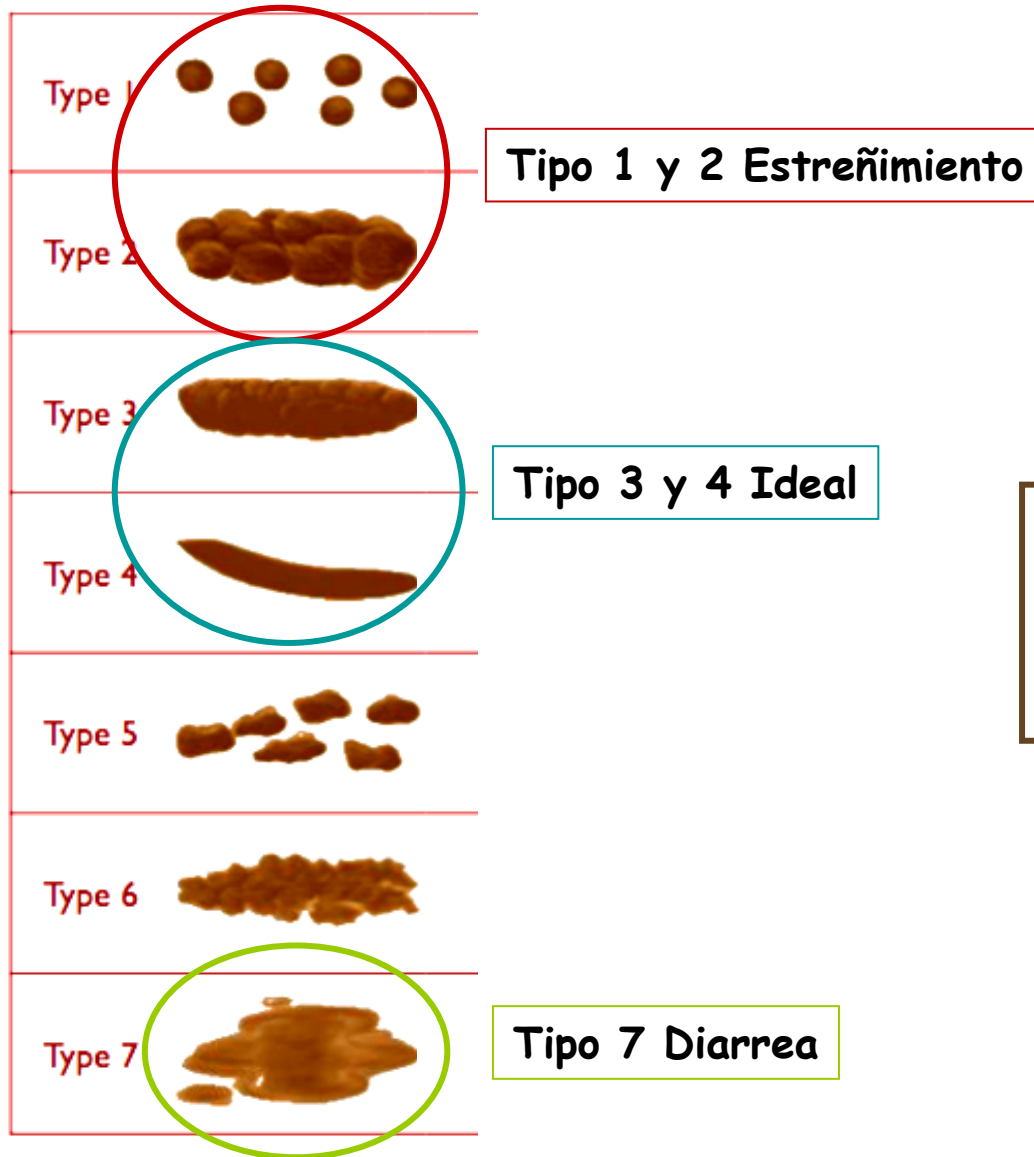 Type 1
Tipo 1 y 2 Estreñimiento
Type 2
Type 3
Tipo 3 y 4 Ideal
Type 4
Type 5
Type 6
Type 7
Tipo 7 Diarrea